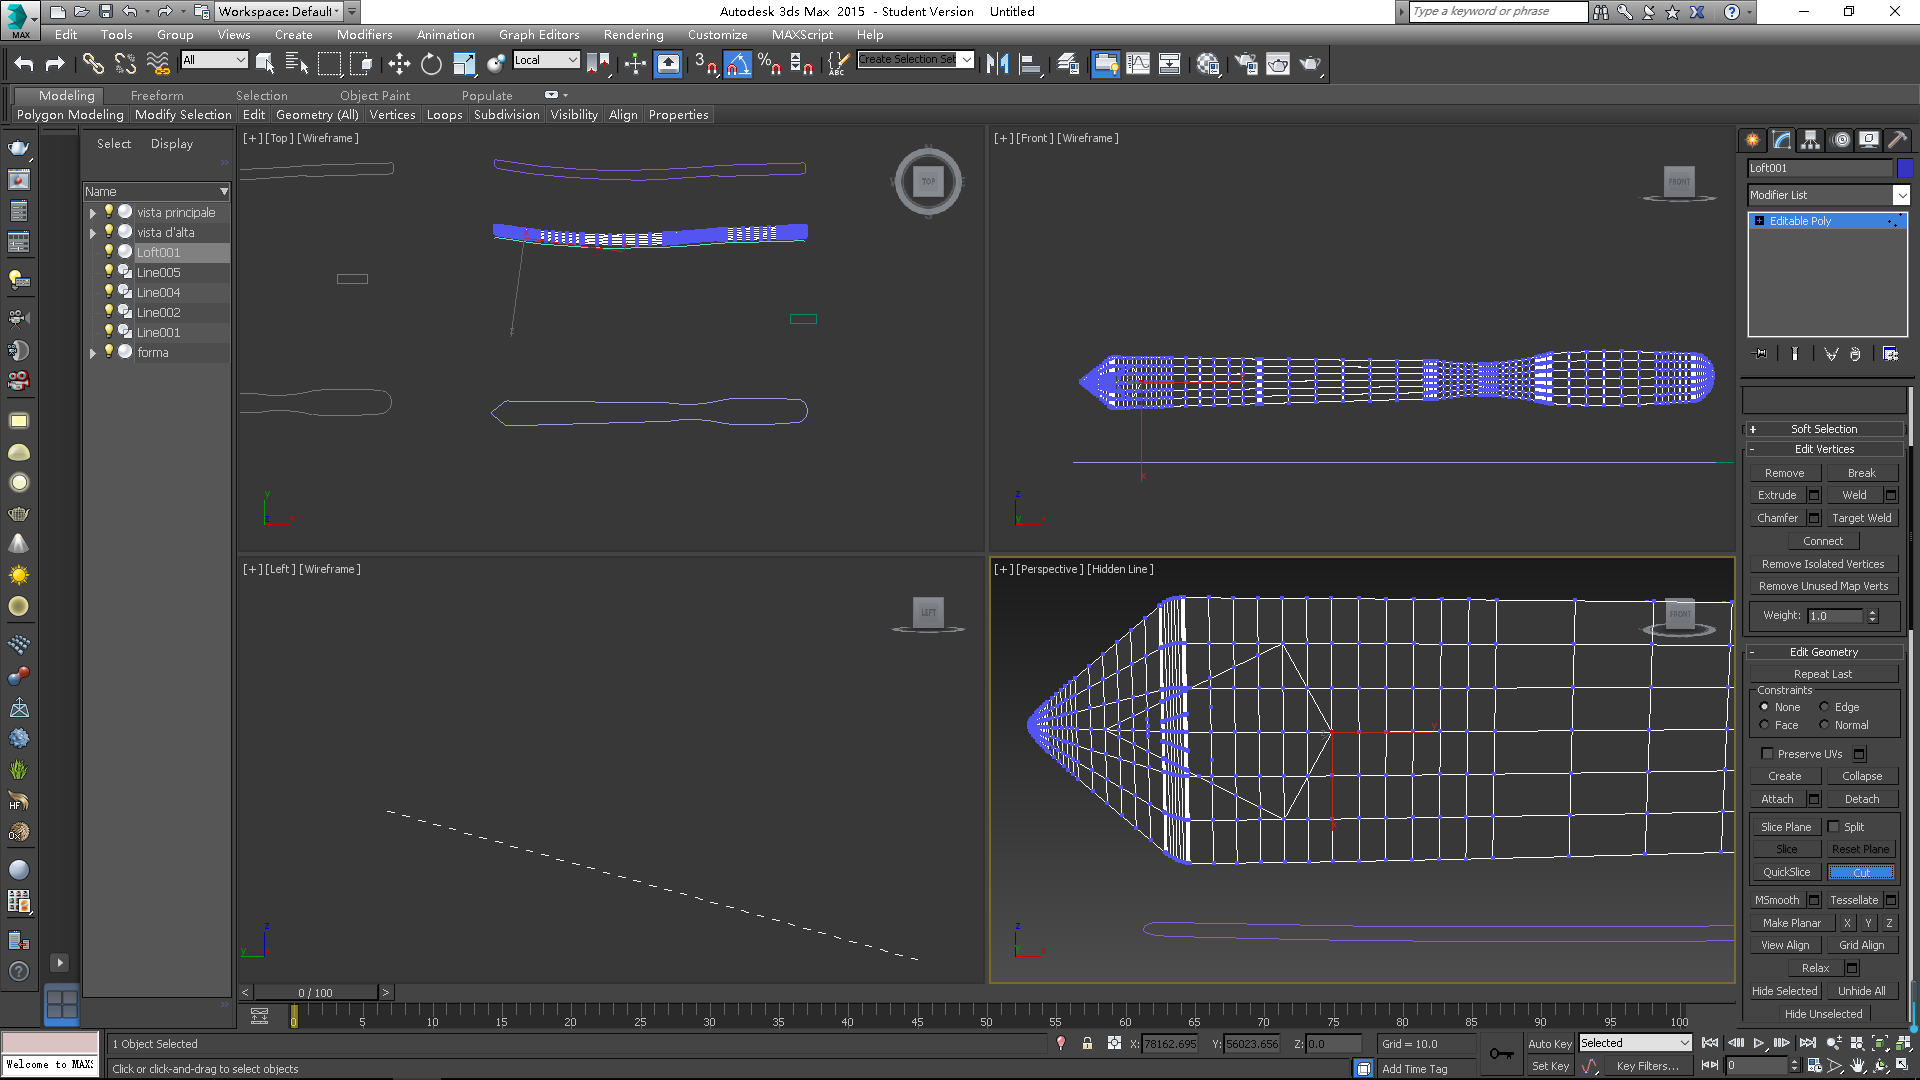 Workspace: Default
Autodesk 3ds Max 2015 - Student Version Untitled
Type a keyword or phrase
MAX
Edit Tools Group Views Create Modifiers Animation Graph Editors Rendering Customize MAXScript Help
All
Local
3
%
ABC
Create Selection Set
Modeling Freeform Selection Object Paint Populate
Polygon Modeling Modify Selection Edit Geometry (All) Vertices Loops Subdivision Visibility Align Properties
Select Display
Name
vista principale
vista d'alta
Loft001
Line005
Line004
Line002
Line001
forma
[+] [Top] [Wireframe]
TOP
[+] [Front] [Wireframe]
FRONT
[+] [Left] [Wireframe]
LEFT
[+] [Perspective] [Hidden Line]
FRONT
Loft001
Modifier List
Editable Poly
Soft Selection
Edit Vertices
Remove Break
Extrude Weld
Chamfer Target Weld
Connect
Remove Isolated Vertices
Remove Unused Map Verts
Weight: 1.0
Edit Geometry
Repeat Last
Constraints
None Edge
Face Normal
Preserve UVs
Create Collapse
Attach Detach
Slice Plane Split
Slice Reset Plane
QuickSlice Cut
MSmooth Tessellate
Make Planar X Y Z
View Align Grid Align
Relax
Hide Selected Unhide All
Hide Unselected
HF
Ox
< 0 / 100 >
0 5 10 15 20 25 30 35 40 45 50 55 60 65 70 75 80 85 90 95 100
1 Object Selected
X: 78162.695 Y: 56023.656 Z: 0.0 Grid = 10.0
Auto Key Selected
Welcome to MAX:
Click or click-and-drag to select objects
Add Time Tag
Set Key Key Filters... 0